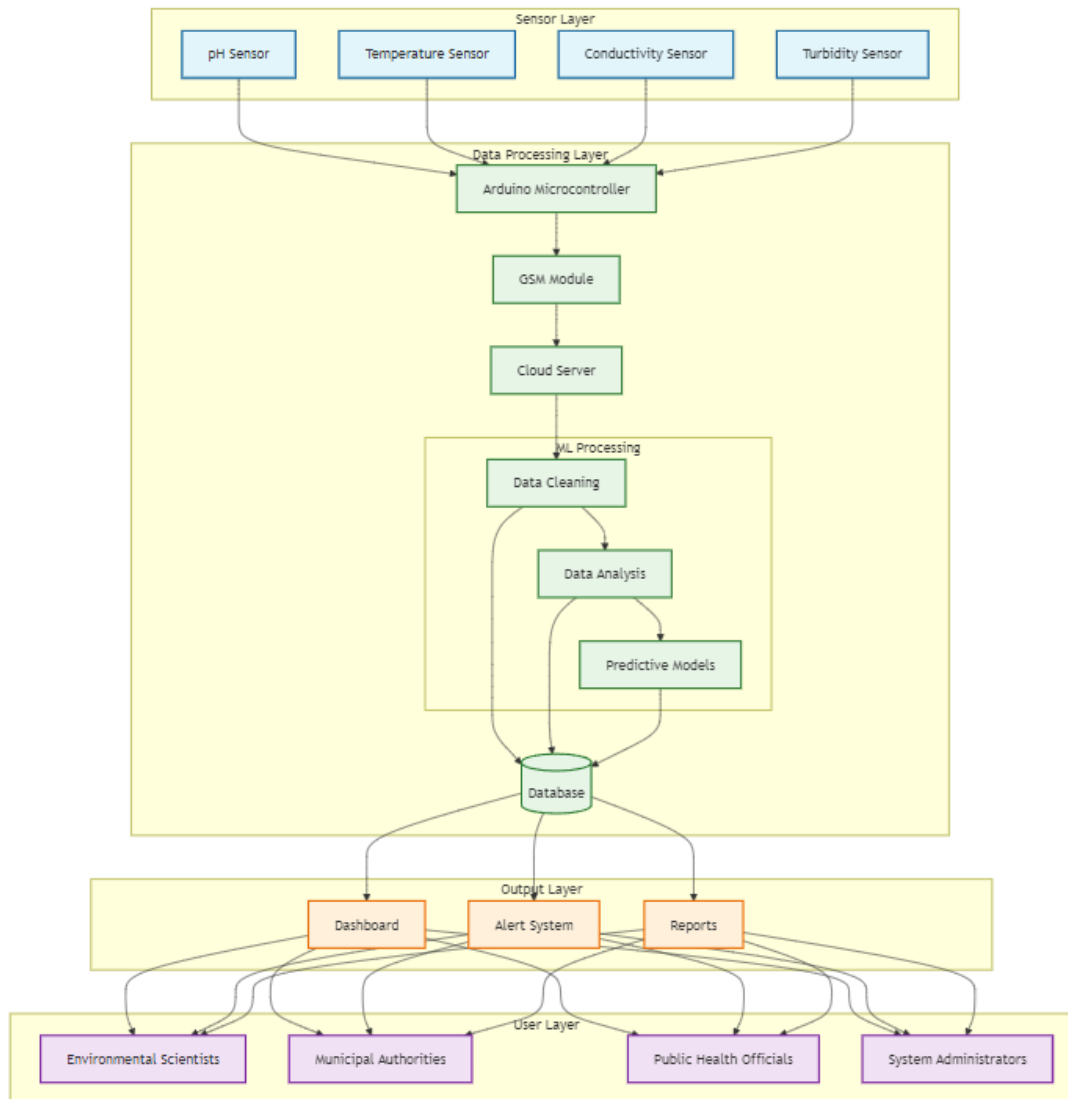 Sensor Layer
pH Sensor
Temperature Sensor
Conductivity Sensor
Turbidity Sensor
Data Processing Layer
Arduino Microcontroller
GSM Module
Cloud Server
ML Processing
Data Cleaning
Data Analysis
Predictive Models
Database
Output Layer
Dashboard
Alert System
Reports
User Layer
Environmental Scientists
Municipal Authorities
Public Health Officials
System Administrators